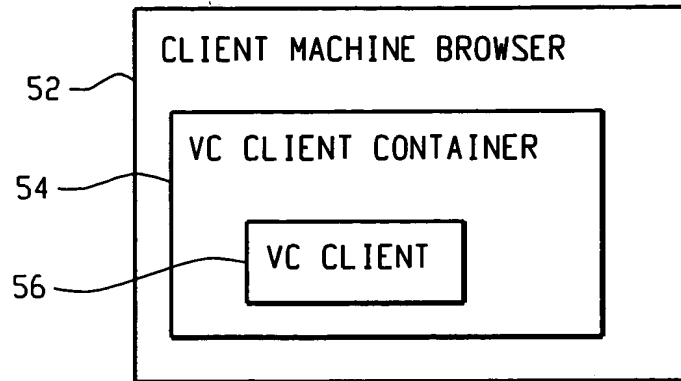 CLIENT MACHINE BROWSER
52
VC CLIENT CONTAINER
54
VC CLIENT
56